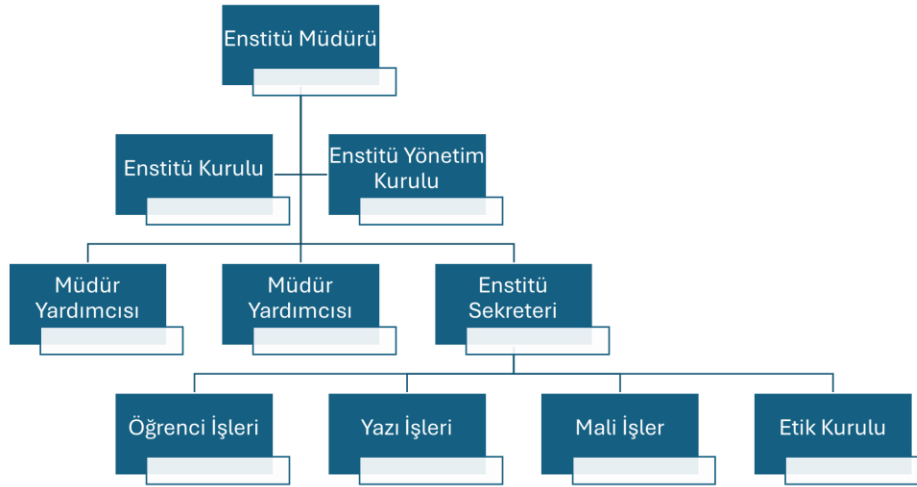 Enstitü Müdürü
Enstitü Kurulu
Enstitü Yönetim
Kurulu
Müdür
Yardımcısı
Müdür
Yardımcısı
Enstitü
Sekreteri
Öğrenci İşleri
Yazı İşleri
Mali İşler
Etik Kurulu